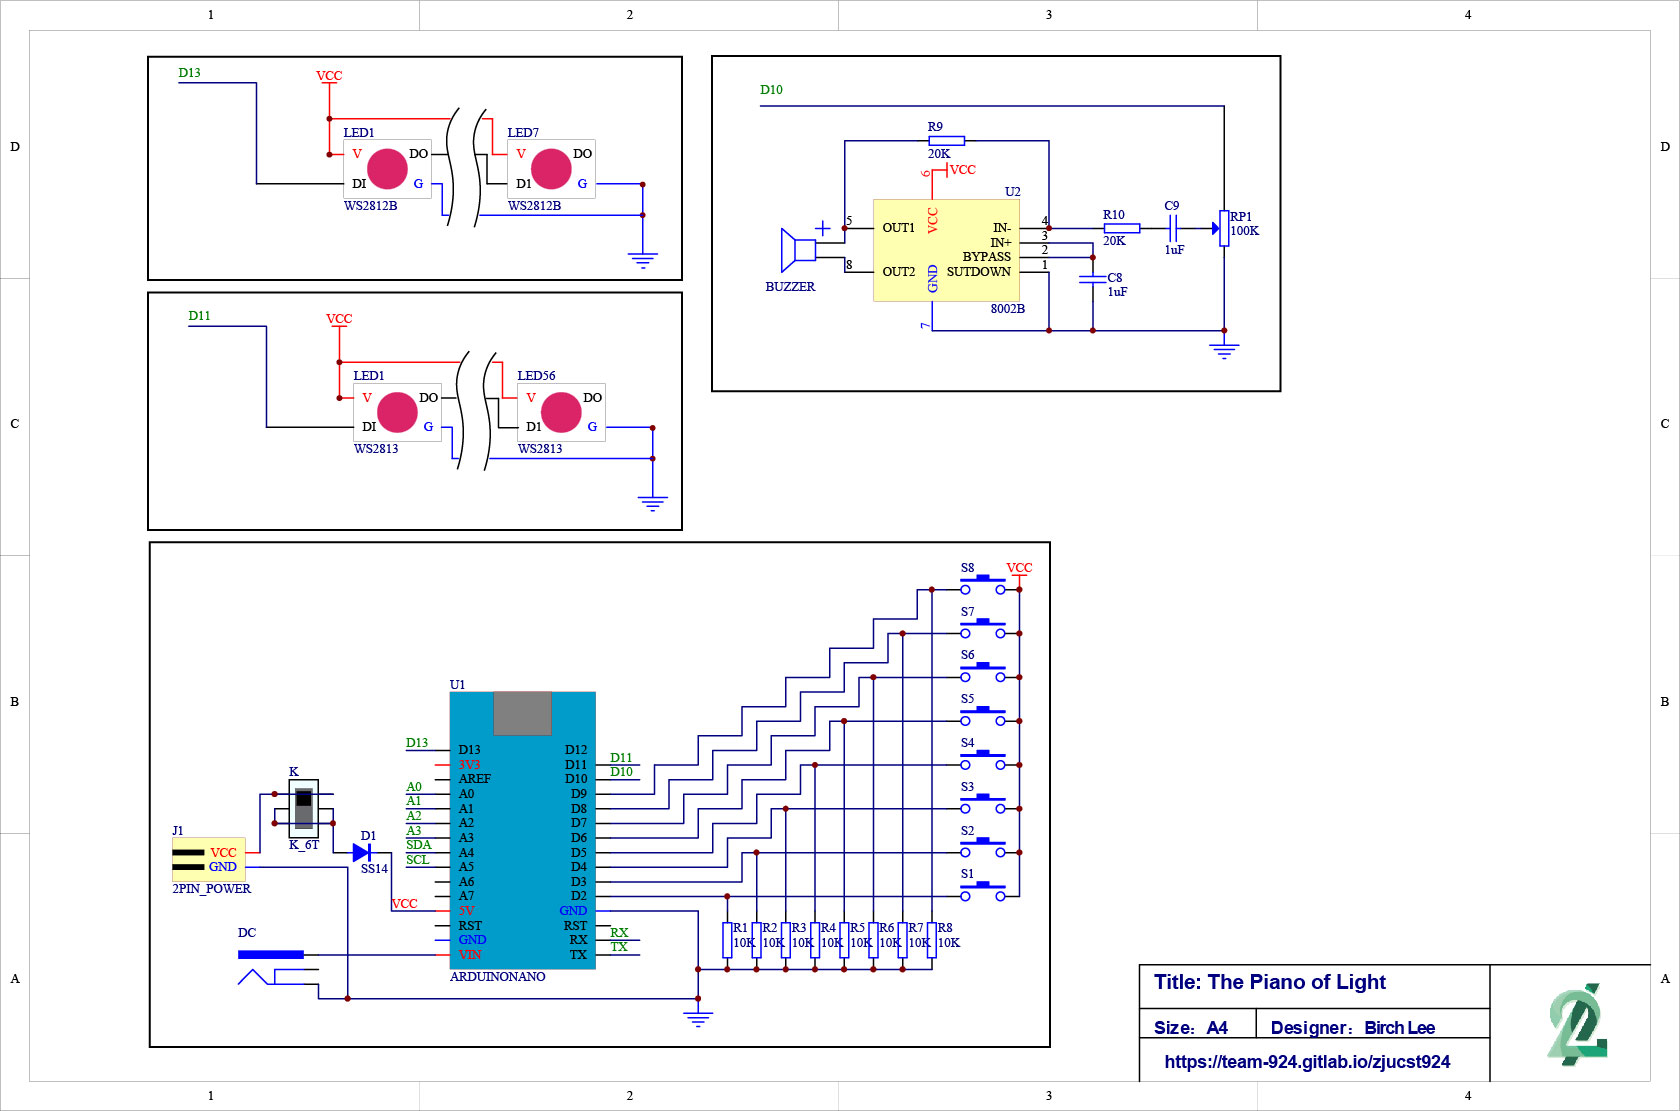 1 2 3 4
D
C
B
A
D
C
B
A
D13
VCC
LED1
V
DO
DI
G
WS2812B
LED7
V
DO
D1
G
WS2812B
D11
VCC
LED1
V
DO
DI
G
WS2813
LED56
V
DO
D1
G
WS2813
D10
R9
20K
6
VCC
U2
5
OUT1
VCC
IN-
4
IN+
3
BYPASS
2
8
OUT2
GND
SUTDOWN
1
7
8002B
BUZZER
R10
20K
C9
1uF
RP1
100K
C8
1uF
S8
VCC
S7
S6
S5
S4
S3
S2
S1
U1
D13
D13
3V3
AREF
A0
A0
A1
A1
A2
A2
A3
A3
SDA
A4
SCL
A5
A6
A7
VCC
5V
RST
GND
VIN
D12
D11
D11
D10
D10
D9
D8
D7
D6
D5
D4
D3
D2
GND
RST
RX
RX
TX
TX
ARDUINONANO
K
K_6T
J1
VCC
GND
2PIN_POWER
D1
SS14
DC
R1 R2 R3 R4 R5 R6 R7 R8
10K 10K 10K 10K 10K 10K 10K 10K
Title: The Piano of Light
Size：A4 Designer：Birch Lee
https://team-924.gitlab.io/zjucst924
1 2 3 4